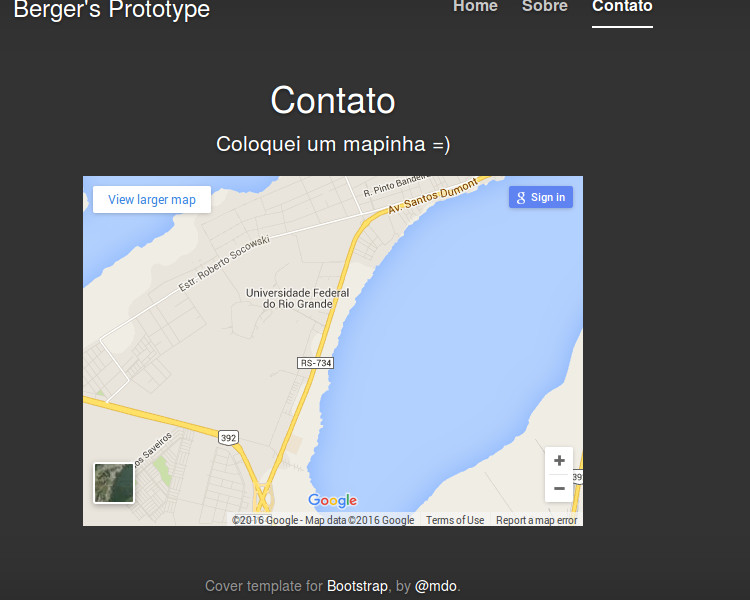 Berger's Prototype
Home Sobre Contato
Contato
Coloquei um mapinha =)
View larger map
R. Pinto
Av. Santos Dumont
g Sign in
Estr. Roberto Socowski
Universidade Federal
do Rio Grande
RS-734
392
os Saveiros
+
39
−
Google
©2016 Google - Map data ©2016 Google Terms of Use Report a map error
Cover template for Bootstrap, by @mdo.